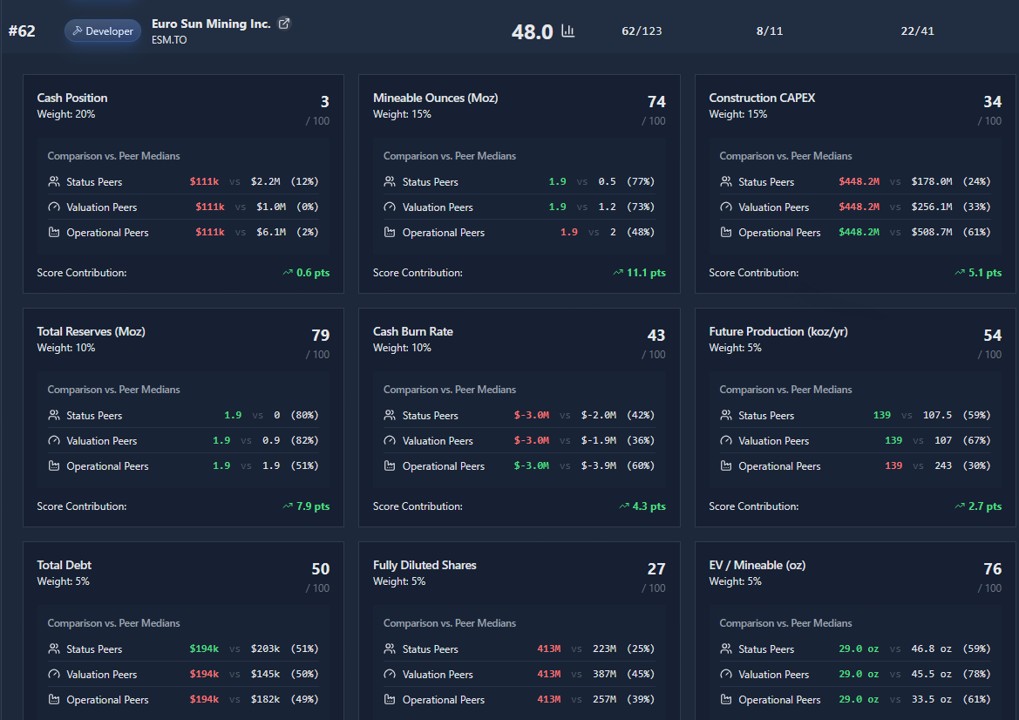 #62 Developer Euro Sun Mining Inc. 48.0 62/123 8/11 22/41
ESM.TO
Cash Position 3
Weight: 20% / 100
Comparison vs. Peer Medians
Status Peers $111k vs $2.2M (12%)
Valuation Peers $111k vs $1.0M (0%)
Operational Peers $111k vs $6.1M (2%)
Score Contribution: 0.6 pts
Mineable Ounces (Moz) 74
Weight: 15% / 100
Comparison vs. Peer Medians
Status Peers 1.9 vs 0.5 (77%)
Valuation Peers 1.9 vs 1.2 (73%)
Operational Peers 1.9 vs 2 (48%)
Score Contribution: 11.1 pts
Construction CAPEX 34
Weight: 15% / 100
Comparison vs. Peer Medians
Status Peers $448.2M vs $178.0M (24%)
Valuation Peers $448.2M vs $256.1M (33%)
Operational Peers $448.2M vs $508.7M (61%)
Score Contribution: 5.1 pts
Total Reserves (Moz) 79
Weight: 10% / 100
Comparison vs. Peer Medians
Status Peers 1.9 vs 0 (80%)
Valuation Peers 1.9 vs 0.9 (82%)
Operational Peers 1.9 vs 1.9 (51%)
Score Contribution: 7.9 pts
Cash Burn Rate 43
Weight: 10% / 100
Comparison vs. Peer Medians
Status Peers $-3.0M vs $-2.0M (42%)
Valuation Peers $-3.0M vs $-1.9M (36%)
Operational Peers $-3.0M vs $-3.9M (60%)
Score Contribution: 4.3 pts
Future Production (koz/yr) 54
Weight: 5% / 100
Comparison vs. Peer Medians
Status Peers 139 vs 107.5 (59%)
Valuation Peers 139 vs 107 (67%)
Operational Peers 139 vs 243 (30%)
Score Contribution: 2.7 pts
Total Debt 50
Weight: 5% / 100
Comparison vs. Peer Medians
Status Peers $194k vs $203k (51%)
Valuation Peers $194k vs $145k (50%)
Operational Peers $194k vs $182k (49%)
Fully Diluted Shares 27
Weight: 5% / 100
Comparison vs. Peer Medians
Status Peers 413M vs 223M (25%)
Valuation Peers 413M vs 387M (45%)
Operational Peers 413M vs 257M (39%)
EV / Mineable (oz) 76
Weight: 5% / 100
Comparison vs. Peer Medians
Status Peers 29.0 oz vs 46.8 oz (59%)
Valuation Peers 29.0 oz vs 45.5 oz (78%)
Operational Peers 29.0 oz vs 33.5 oz (61%)